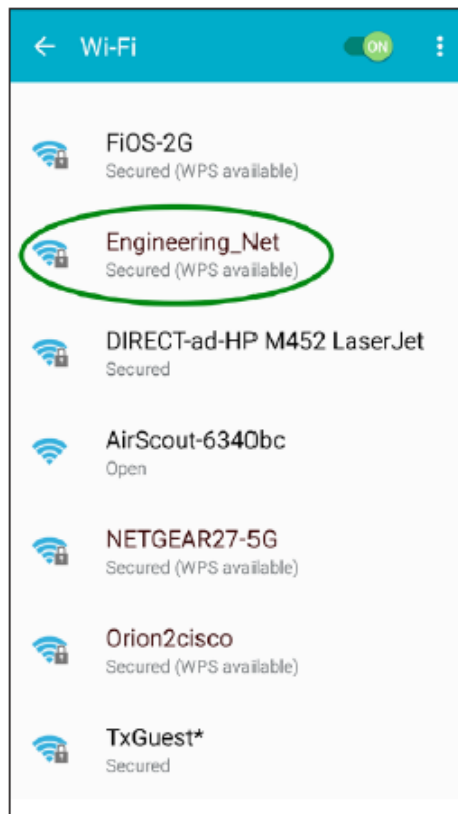 Wi-Fi ON
FiOS-2G
Secured (WPS available)
Engineering_Net
Secured (WPS available)
DIRECT-ad-HP M452 LaserJet
Secured
AirScout-6340bc
Open
NETGEAR27-5G
Secured (WPS available)
Orion2cisco
Secured (WPS available)
TxGuest*
Secured